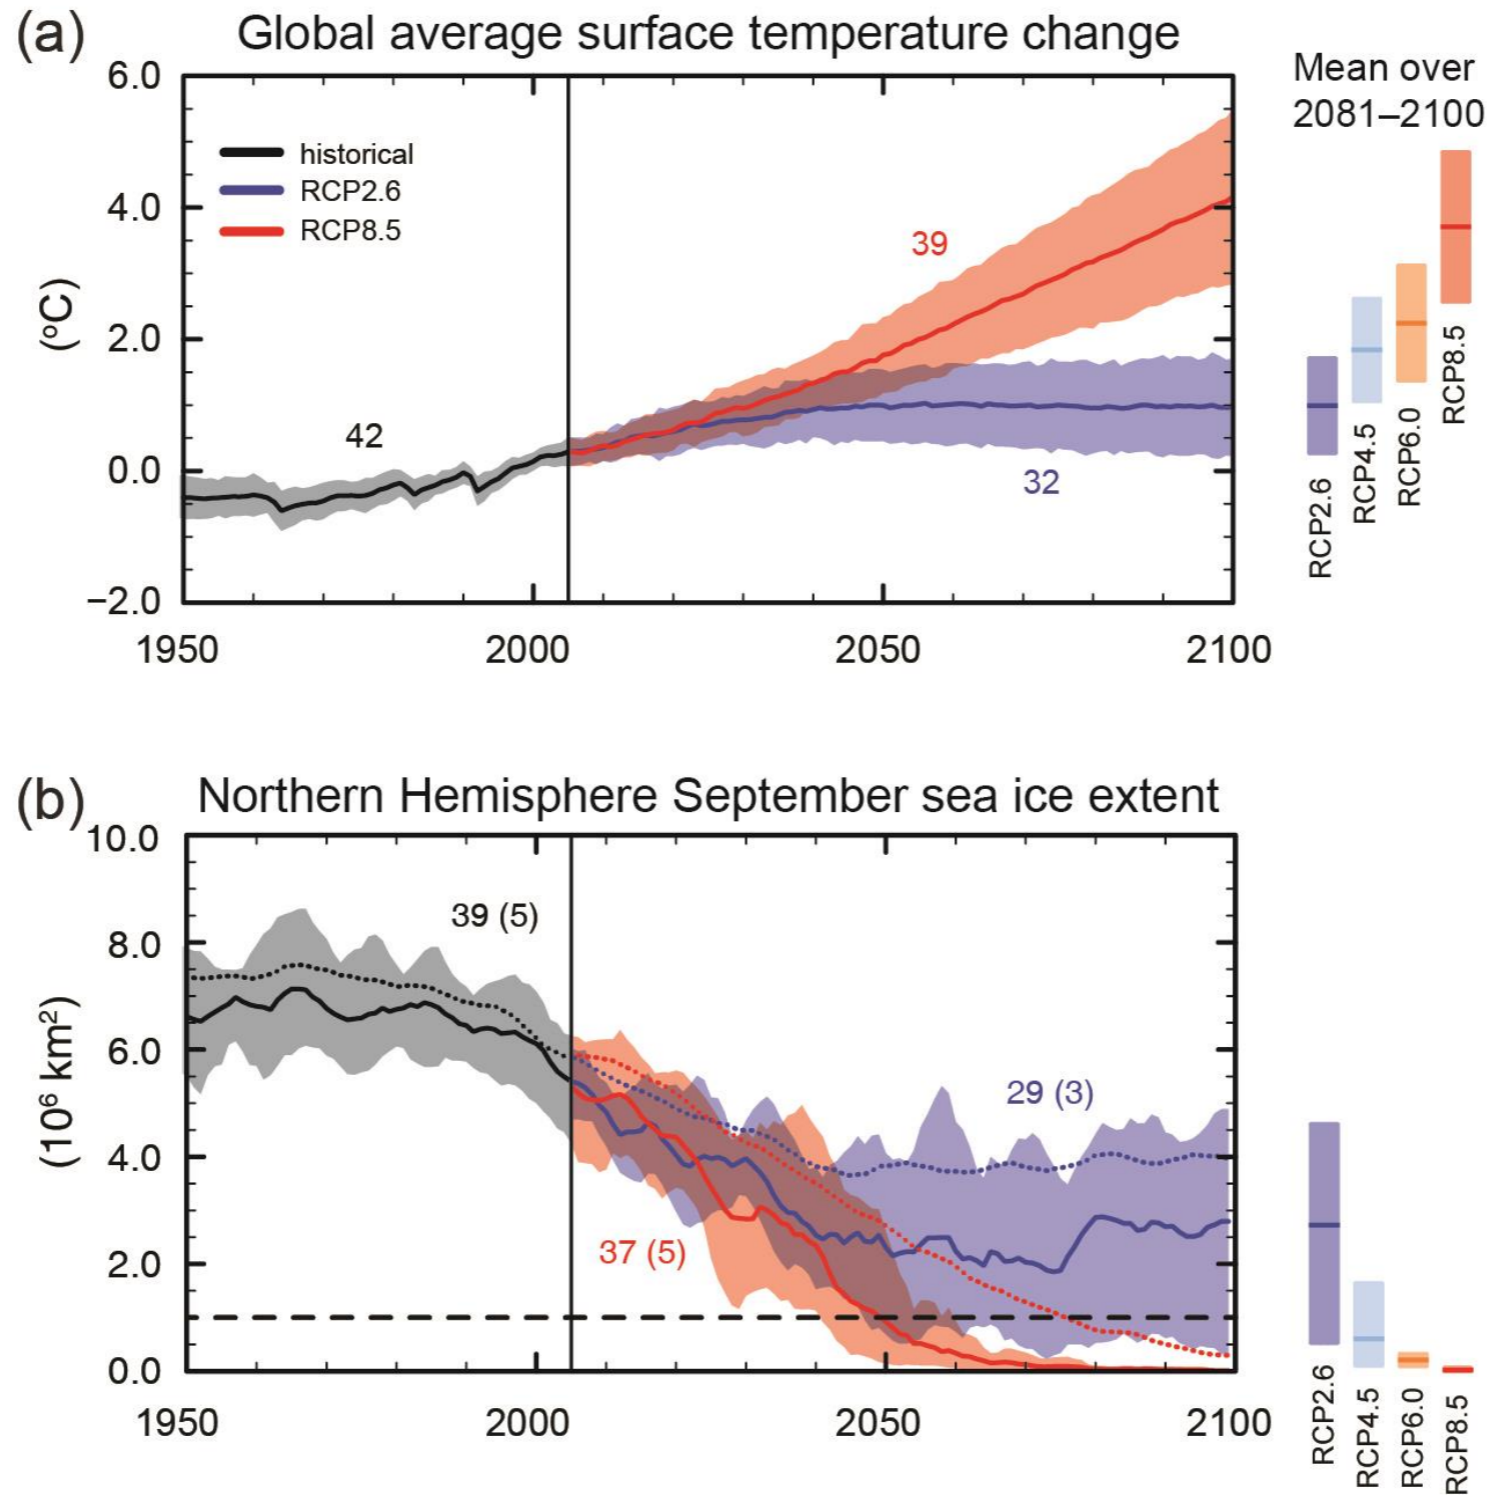 (a)
Global average surface temperature change
Mean over
2081–2100
6.0
4.0
2.0
0.0
−2.0
(ºC)
historical
RCP2.6
RCP8.5
42
39
32
1950
2000
2050
2100
RCP2.6
RCP4.5
RCP6.0
RCP8.5
(b)
Northern Hemisphere September sea ice extent
10.0
8.0
6.0
4.0
2.0
0.0
(10⁶ km²)
39 (5)
29 (3)
37 (5)
1950
2000
2050
2100
RCP2.6
RCP4.5
RCP6.0
RCP8.5